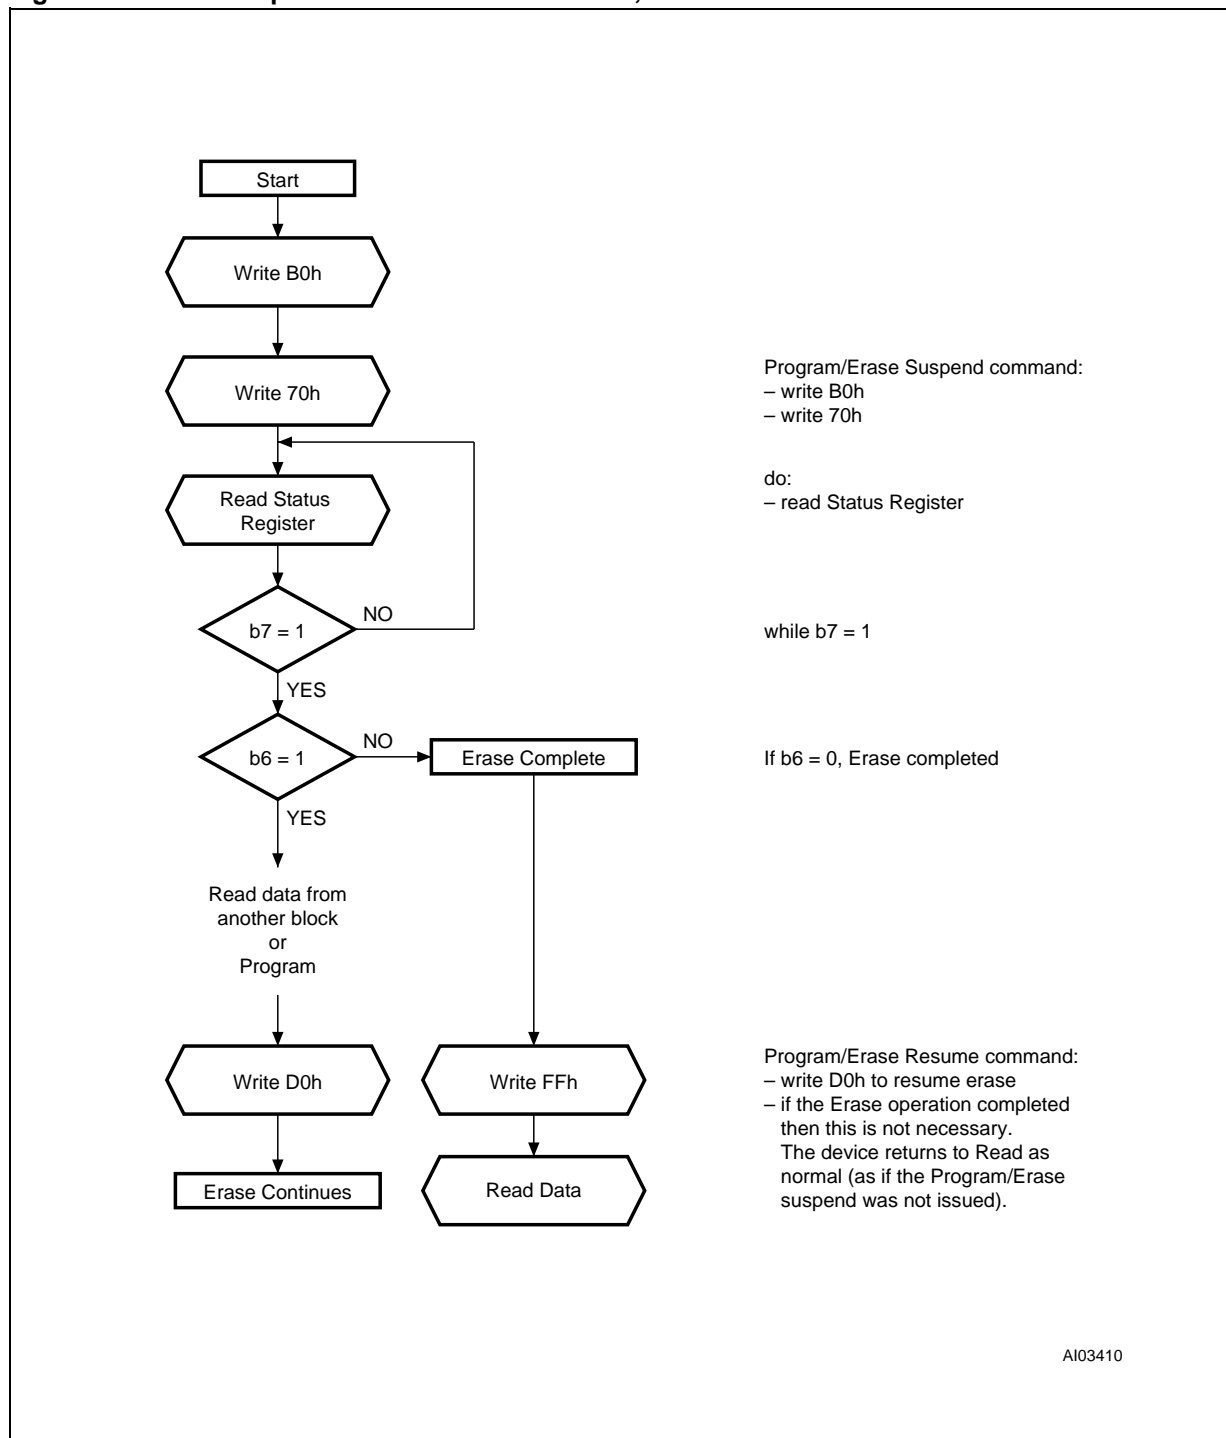 Start
Write B0h
Write 70h
Program/Erase Suspend command:
– write B0h
– write 70h
Read Status
Register
do:
– read Status Register
NO
b7 = 1
while b7 = 1
YES
NO
b6 = 1
Erase Complete
If b6 = 0, Erase completed
YES
Read data from
another block
or
Program
Write D0h
Write FFh
Program/Erase Resume command:
– write D0h to resume erase
– if the Erase operation completed
then this is not necessary.
The device returns to Read as
normal (as if the Program/Erase
suspend was not issued).
Erase Continues
Read Data
AI03410